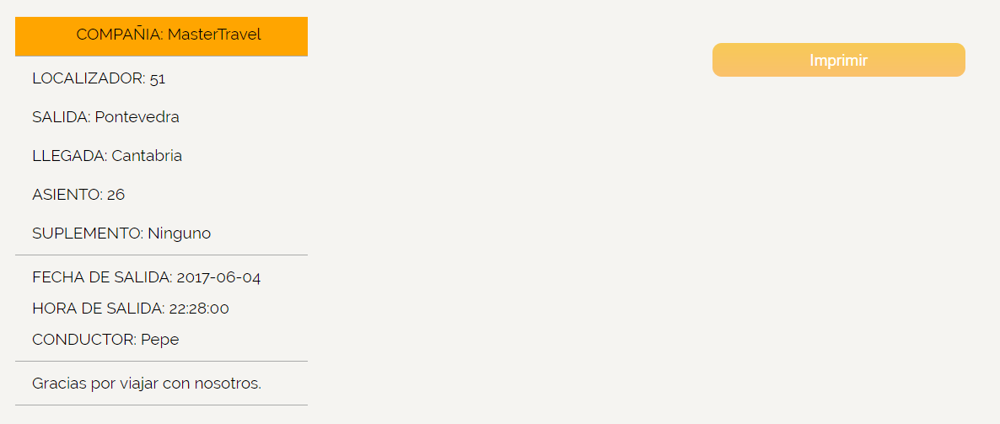 COMPAÑIA: MasterTravel
Imprimir
LOCALIZADOR: 51
SALIDA: Pontevedra
LLEGADA: Cantabria
ASIENTO: 26
SUPLEMENTO: Ninguno
FECHA DE SALIDA: 2017-06-04
HORA DE SALIDA: 22:28:00
CONDUCTOR: Pepe
Gracias por viajar con nosotros.